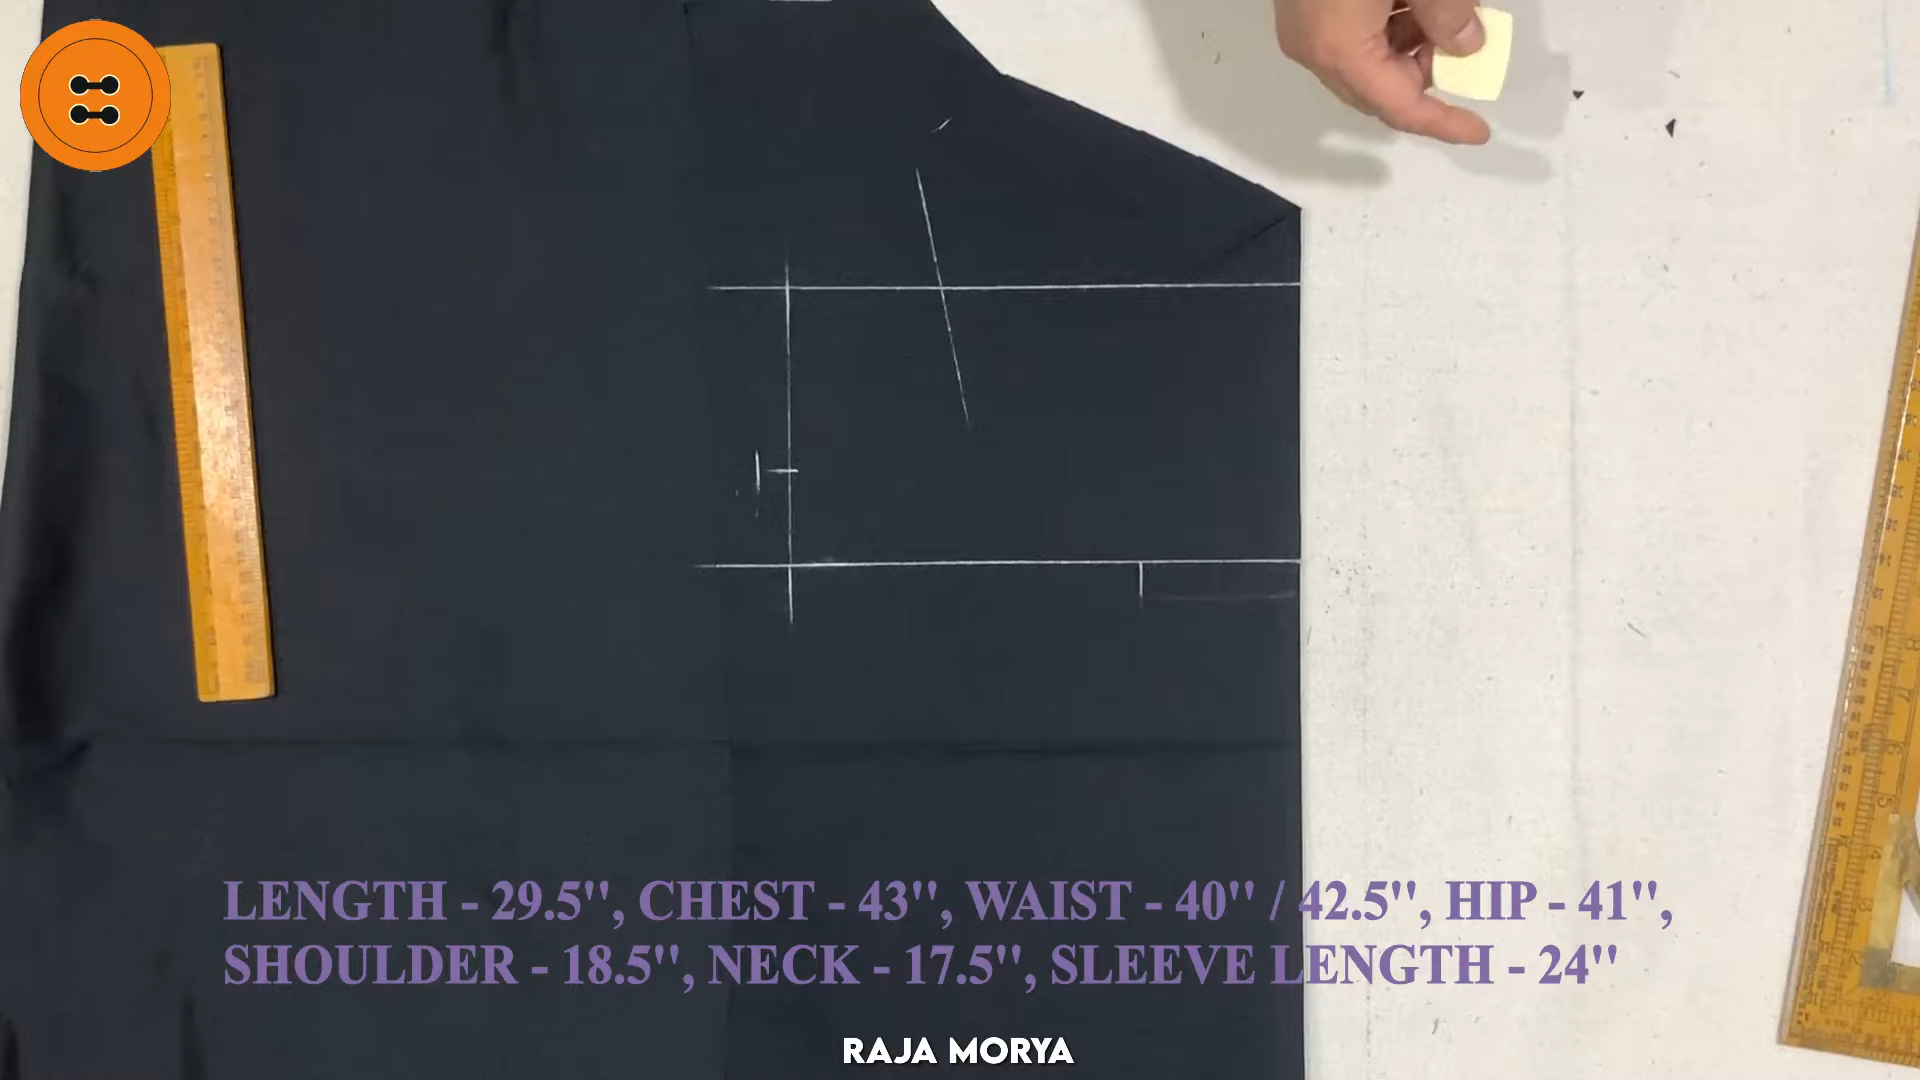 LENGTH - 29.5'', CHEST - 43'', WAIST - 40'' / 42.5'', HIP - 41'',
SHOULDER - 18.5'', NECK - 17.5'', SLEEVE LENGTH - 24''
RAJA MORYA